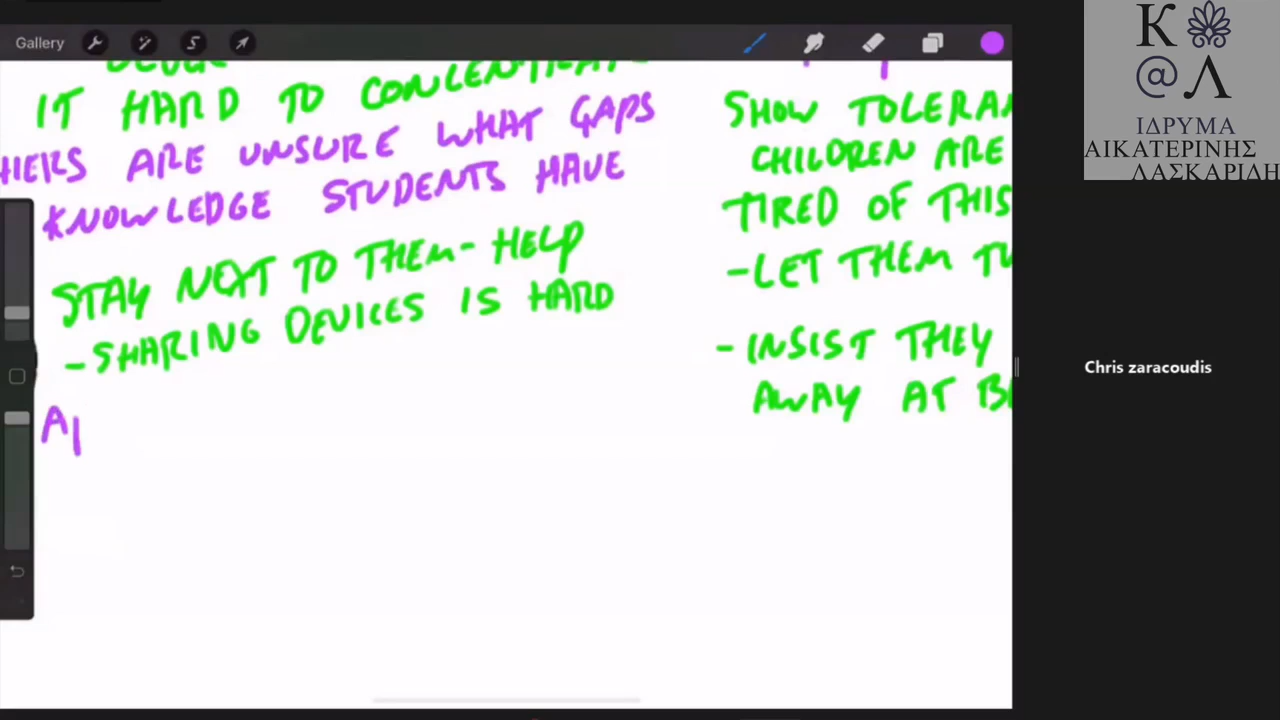 Gallery
IT HARD TO
HERS ARE UNSURE WHAT GAPS
KNOWLEDGE STUDENTS HAVE
STAY NEXT TO THEM - HELP
- SHARING DEVICES IS HARD
A
SHOW
CHILDREN ARE
TIRED OF THIS
- LET THEM
- INSIST THEY
AWAY AT
K
@ Λ
ΙΔΡΥΜΑ
ΑΙΚΑΤΕΡΙΝΗΣ
ΛΑΣΚΑΡΙΔΗ
Chris zaracoudis